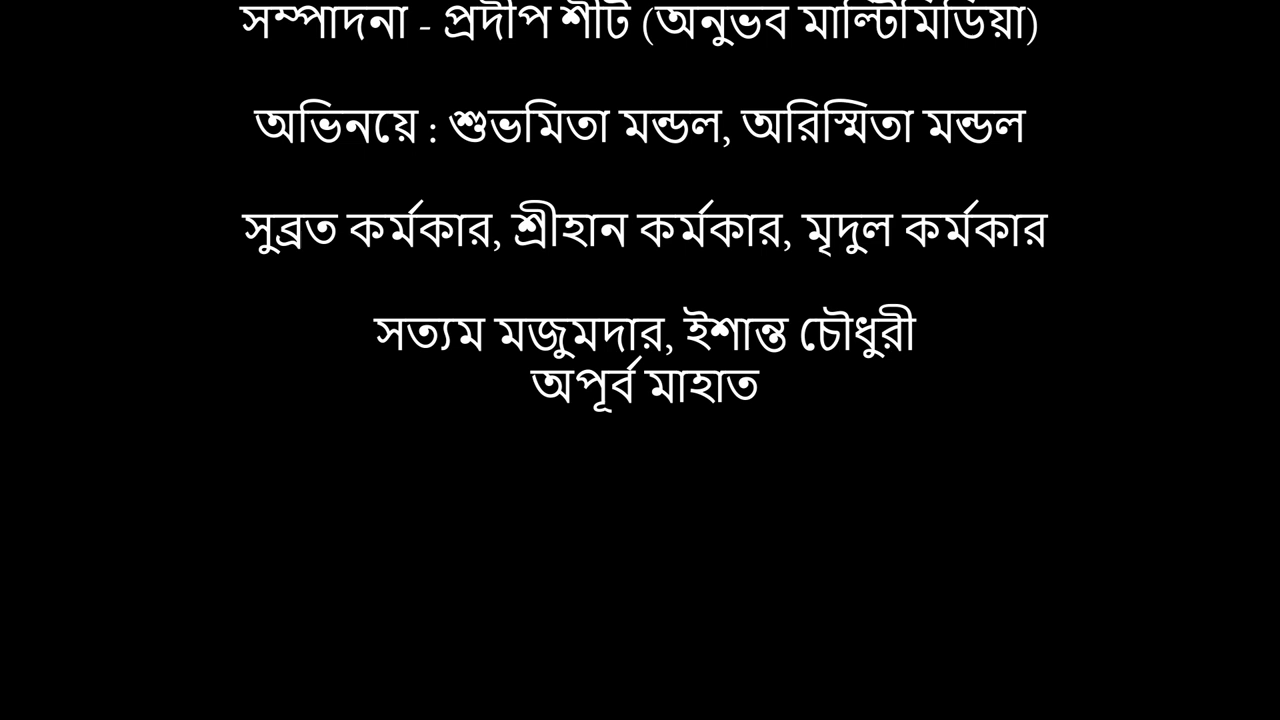 সম্পাদনা - প্রদীপ শীট (অনুভব মাল্টিমিডিয়া)
অভিনয়ে : শুভমিতা মন্ডল, অরিস্মিতা মন্ডল
সুব্রত কর্মকার, শ্রীহান কর্মকার, মৃদুল কর্মকার
সত্যম মজুমদার, ইশান্ত চৌধুরী
অপূর্ব মাহাত